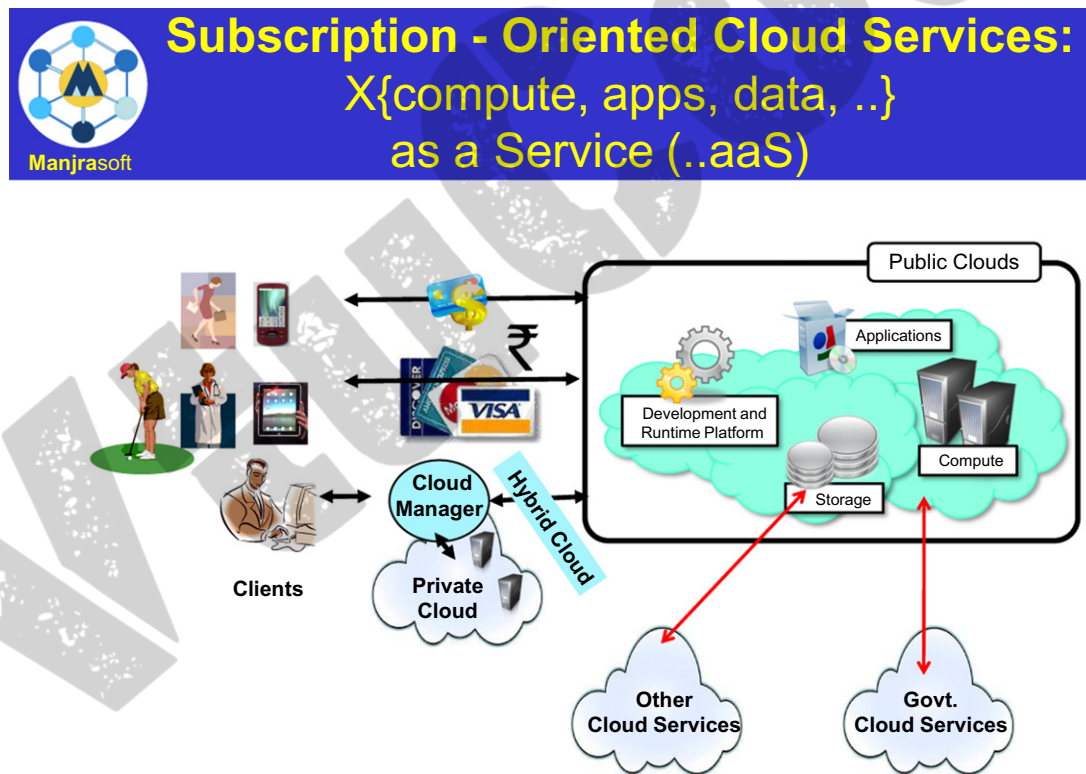 Subscription - Oriented Cloud Services:
X{compute, apps, data, ..}
as a Service (..aaS)
Manjrasoft
Public Clouds
Applications
Development and
Runtime Platform
Compute
Storage
₹
$
DISCOVER
VISA
Cloud
Manager
Hybrid Cloud
Private
Cloud
Clients
Other
Cloud Services
Govt.
Cloud Services